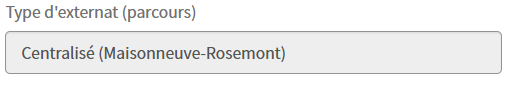 Type d'externat (parcours)
Centralisé (Maisonneuve-Rosemont)